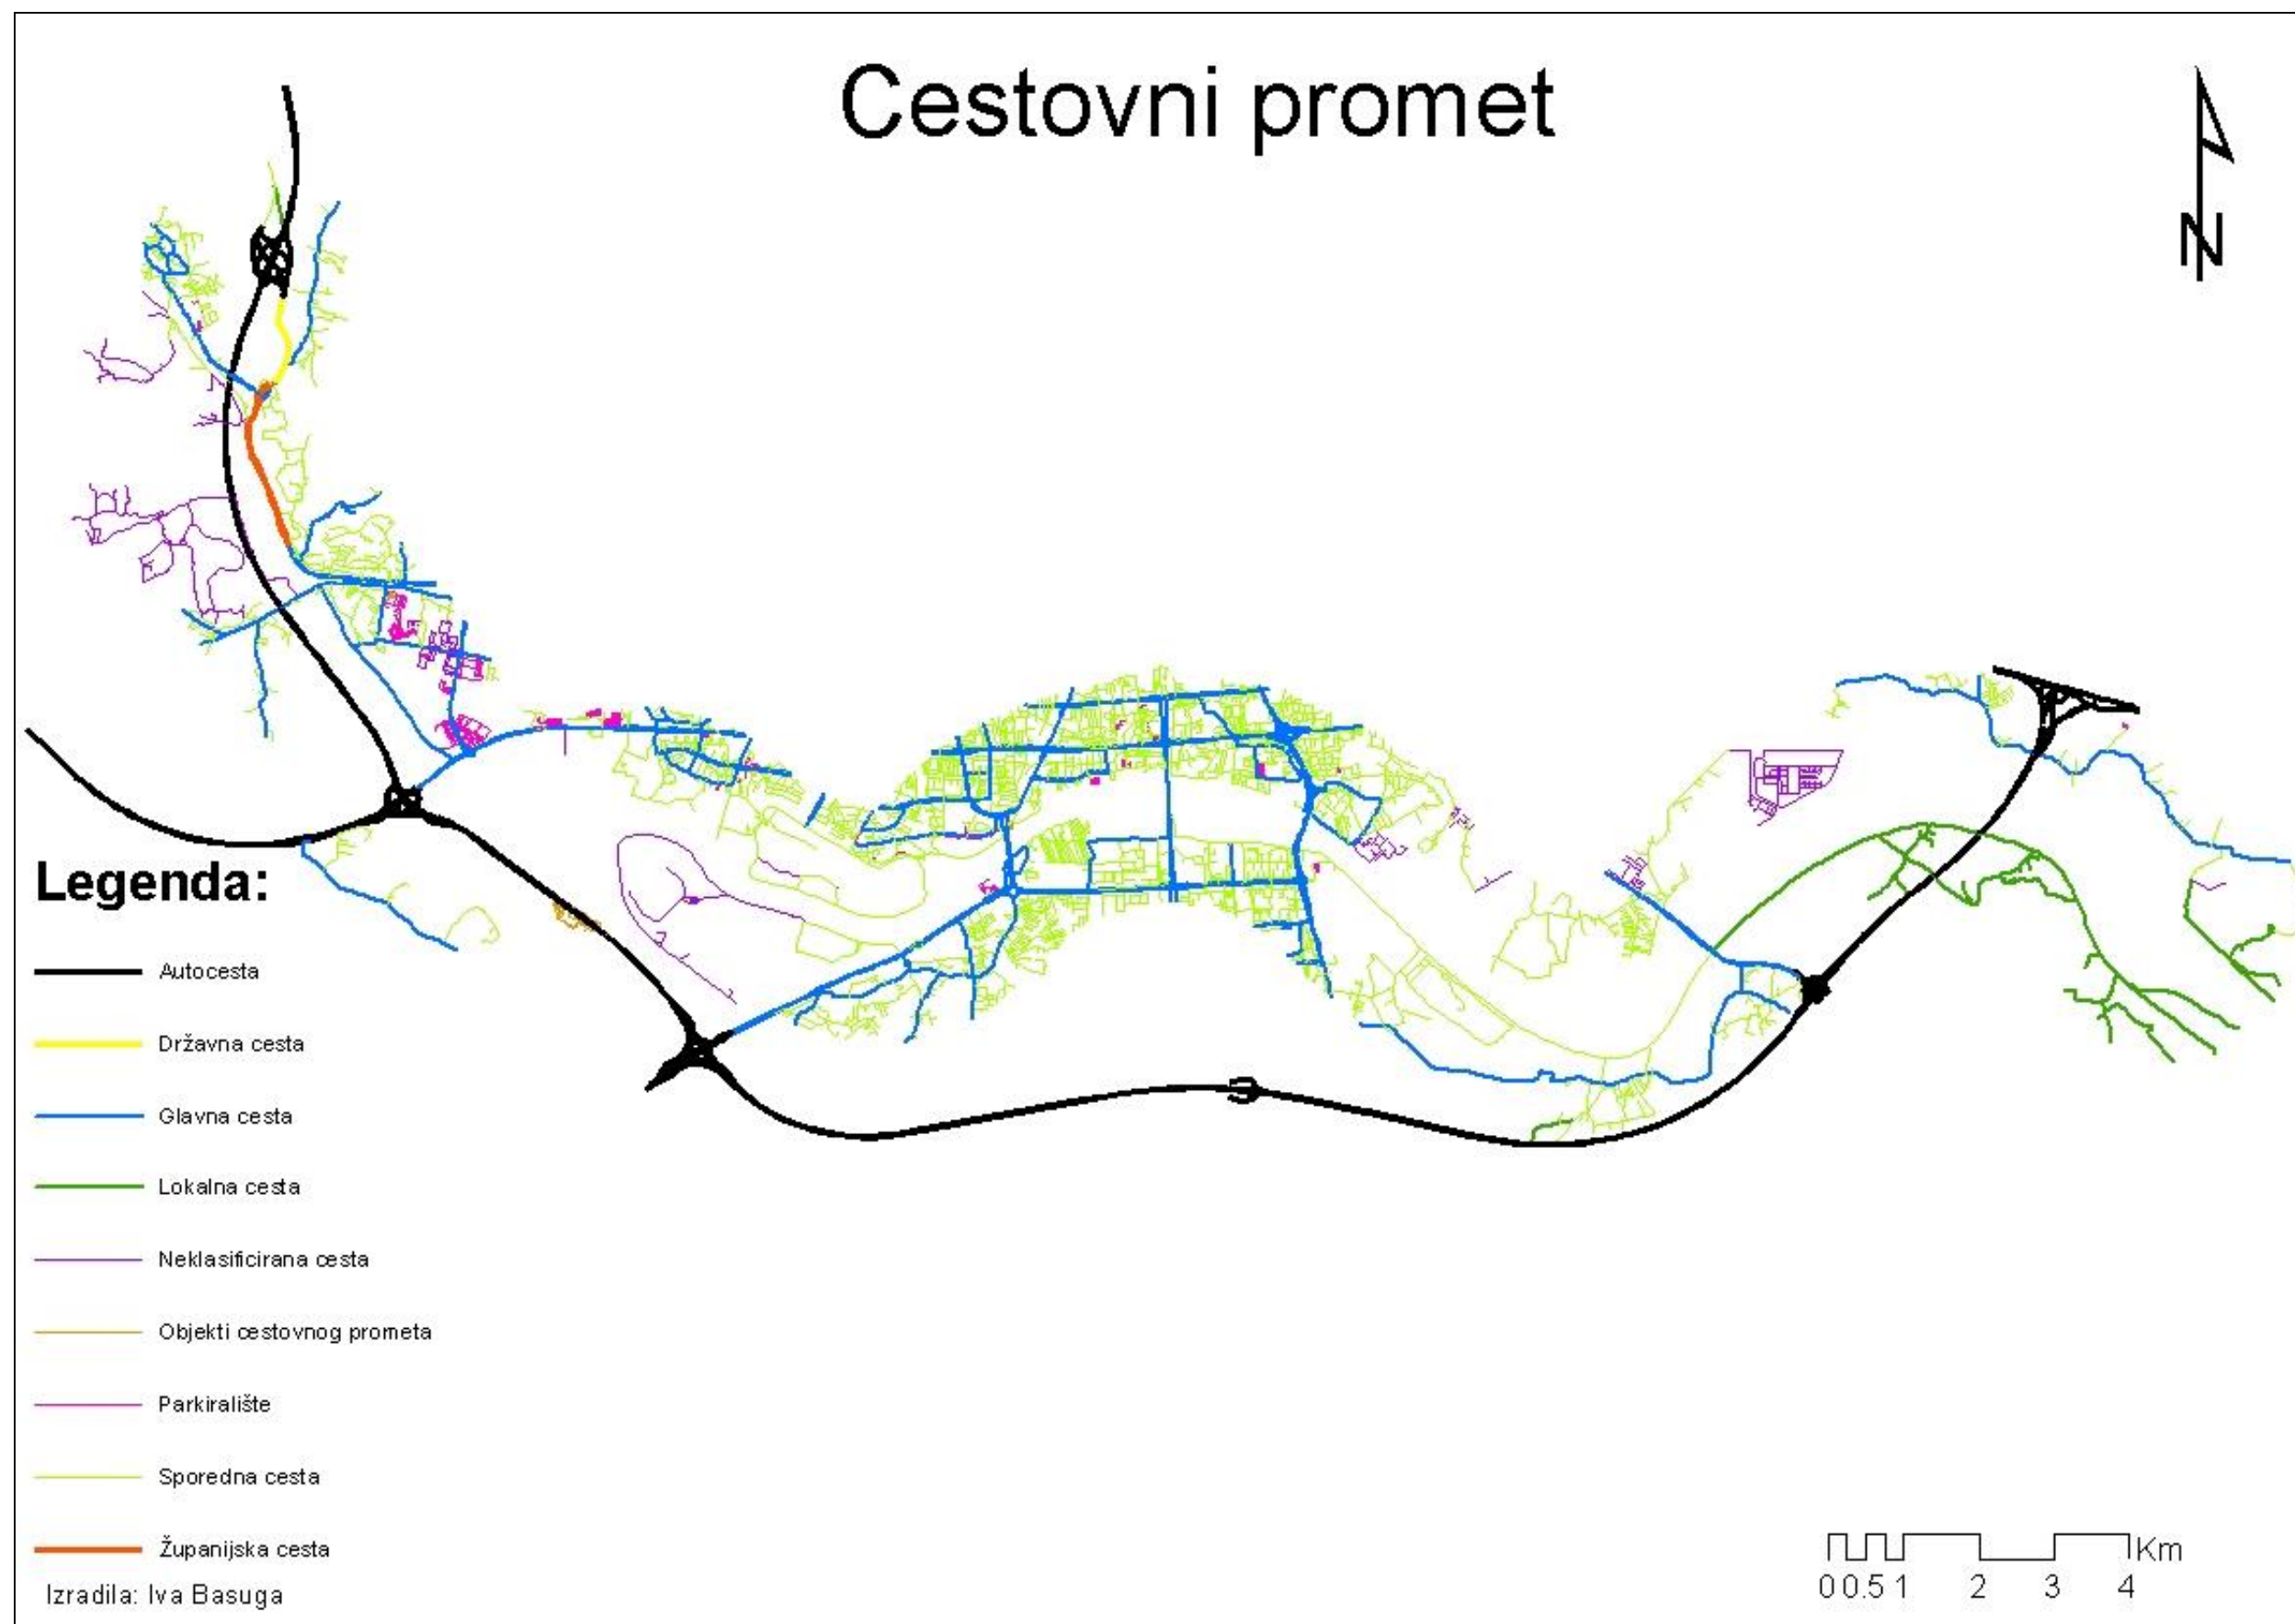 Cestovni promet
N
Legenda:
Autocesta
Državna cesta
Glavna cesta
Lokalna cesta
Neklasificirana cesta
Objekti cestovnog prometa
Parkiralište
Sporedna cesta
Županijska cesta
Izradila: Iva Basuga
Km
0 0.5 1 2 3 4